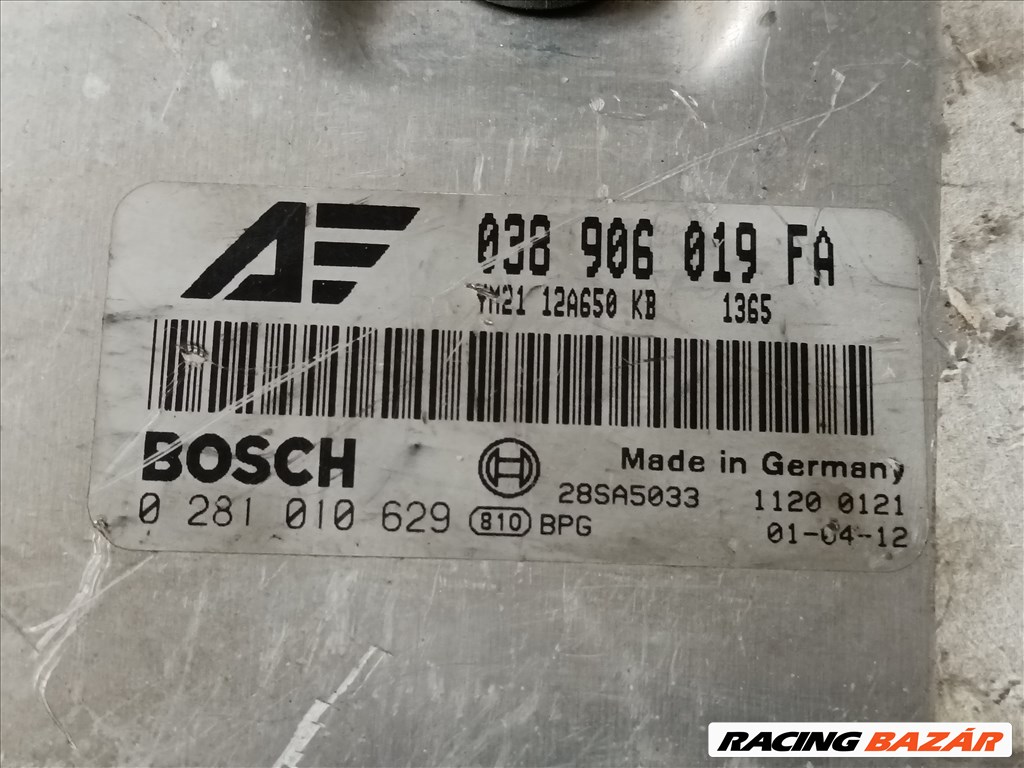 AE
038 906 019 FA
YM21 12A650 KB 1365
BOSCH
Made in Germany
28SA5033 1120 0121
0 281 010 629 810 BPG
01-04-12
RACING BAZÁR